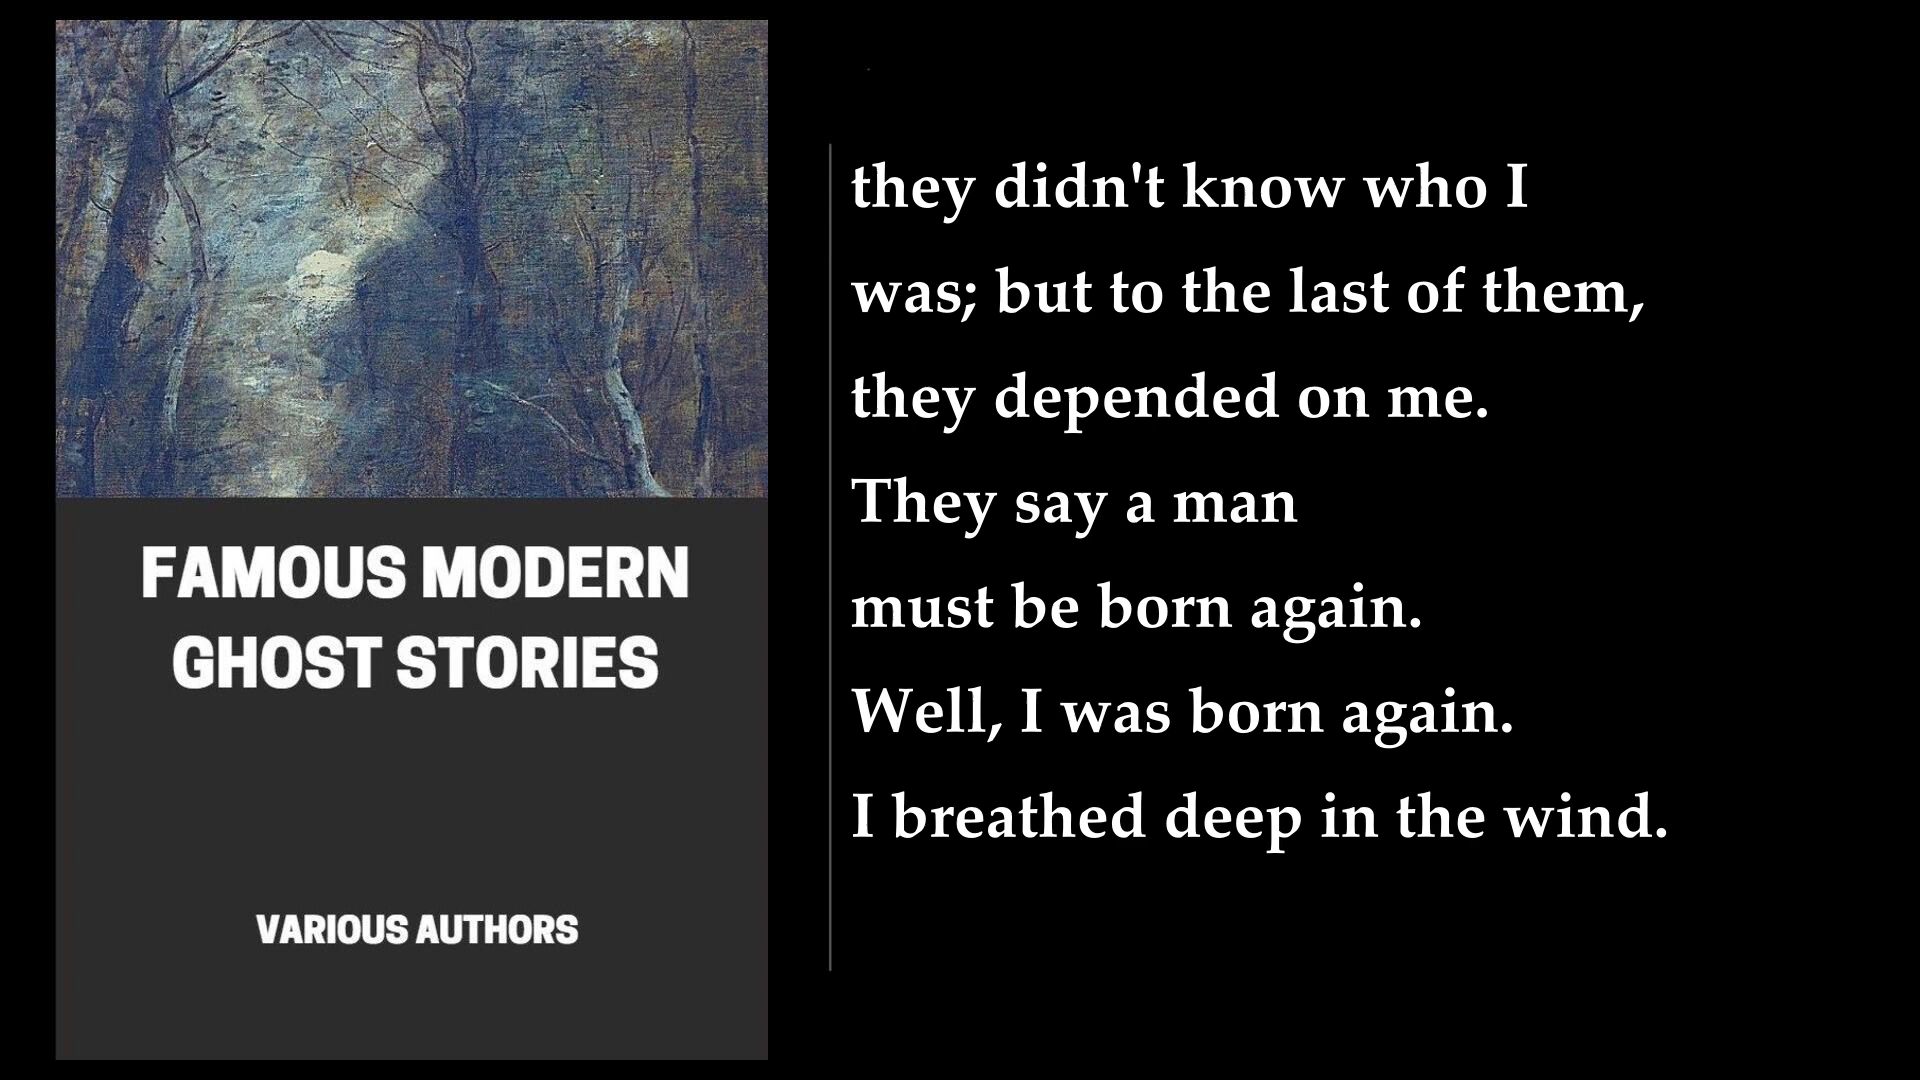 FAMOUS MODERN
GHOST STORIES
VARIOUS AUTHORS
they didn't know who I
was; but to the last of them,
they depended on me.
They say a man
must be born again.
Well, I was born again.
I breathed deep in the wind.